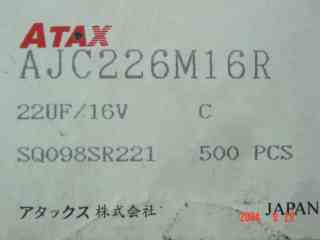 ATAX
AJC226M16R
22UF/16V C
SQ098SR221 500 PCS
アタックス 株式会社 JAPAN